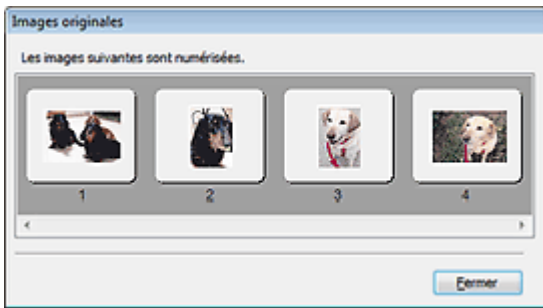 Images originales
Les images suivantes sont numérisées.
1 2 3 4
Fermer